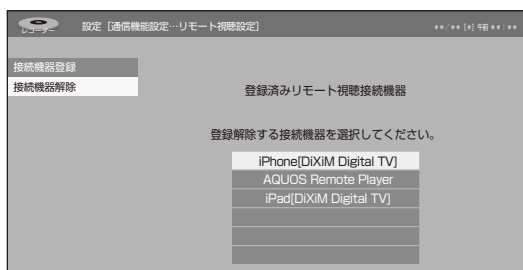 レコーダー 設定［通信機能設定…リモート視聴設定］ **/** [*] 午前 **:**
接続機器登録
接続機器解除
登録済みリモート視聴接続機器
登録解除する接続機器を選択してください。
iPhone[DiXiM Digital TV]
AQUOS Remote Player
iPad[DiXiM Digital TV]